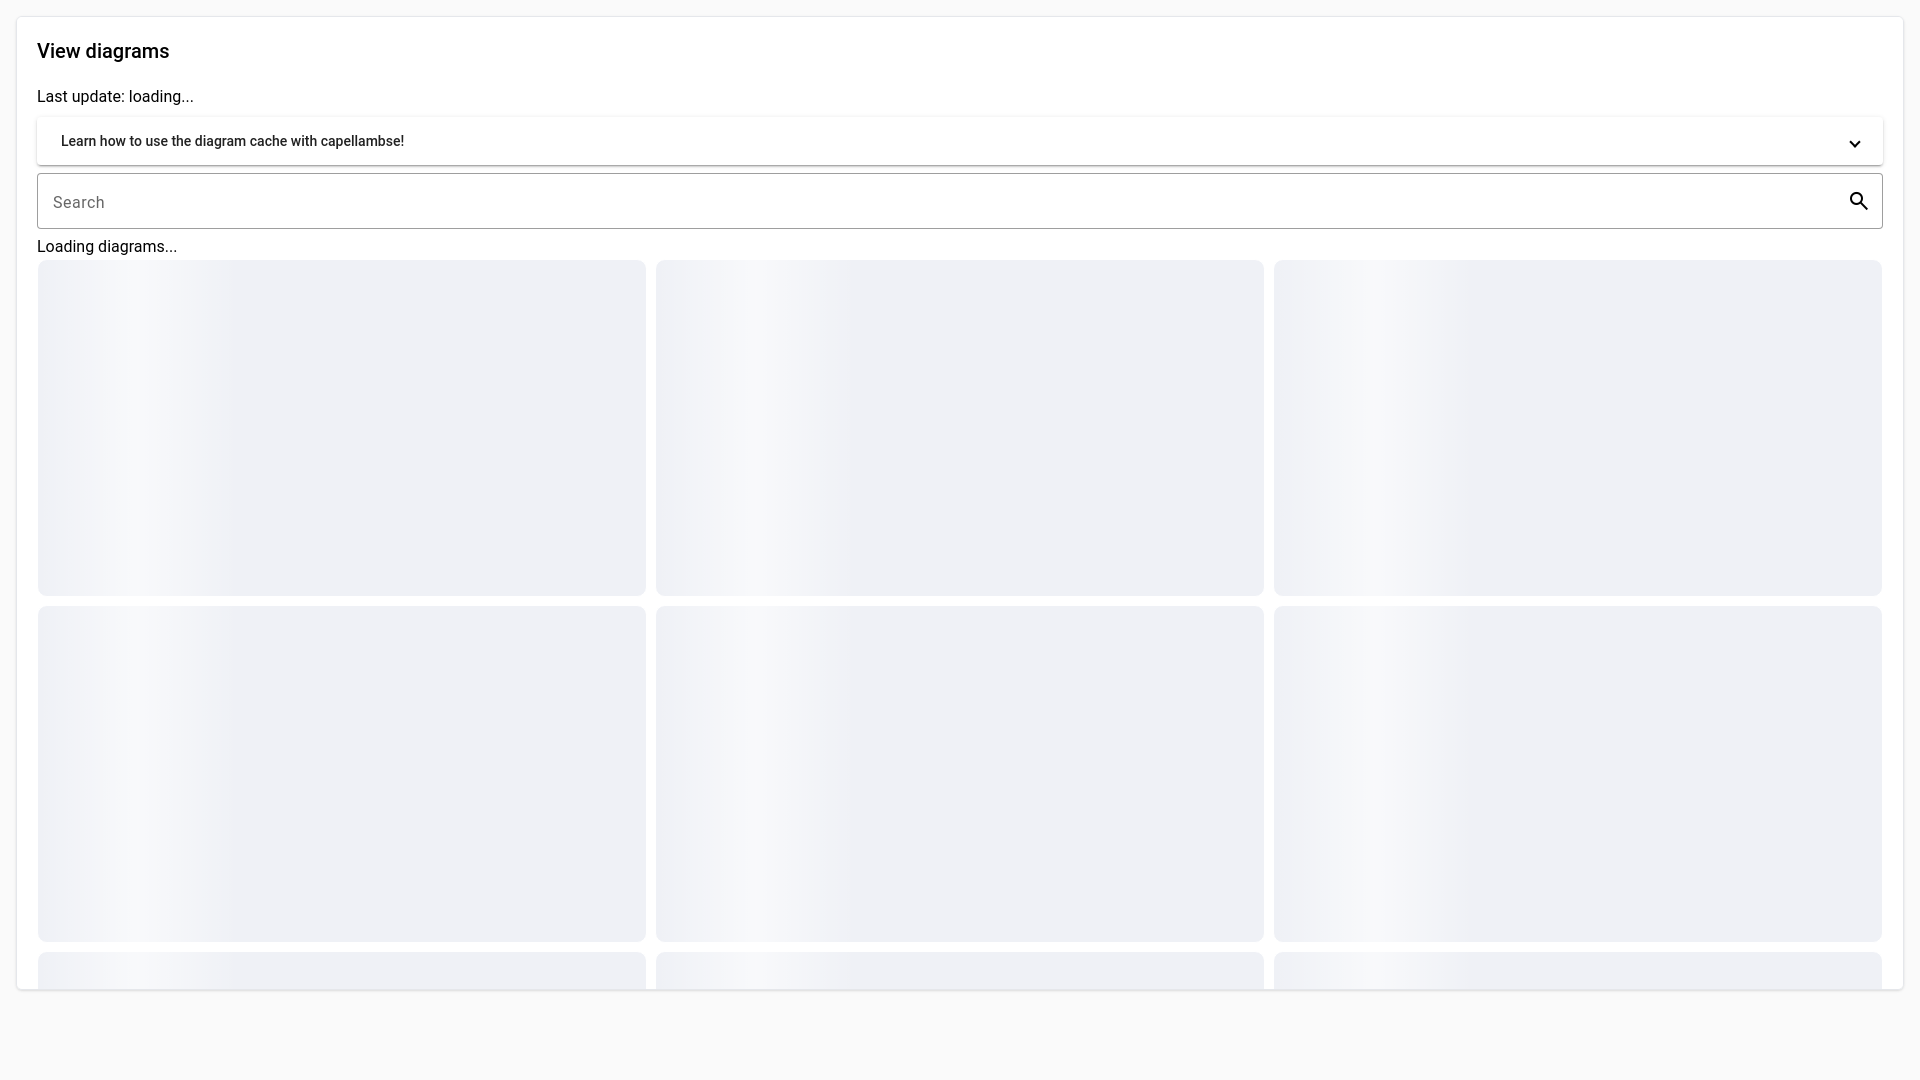 View diagrams
Last update: loading...
Learn how to use the diagram cache with capellambse!
Search
Loading diagrams...